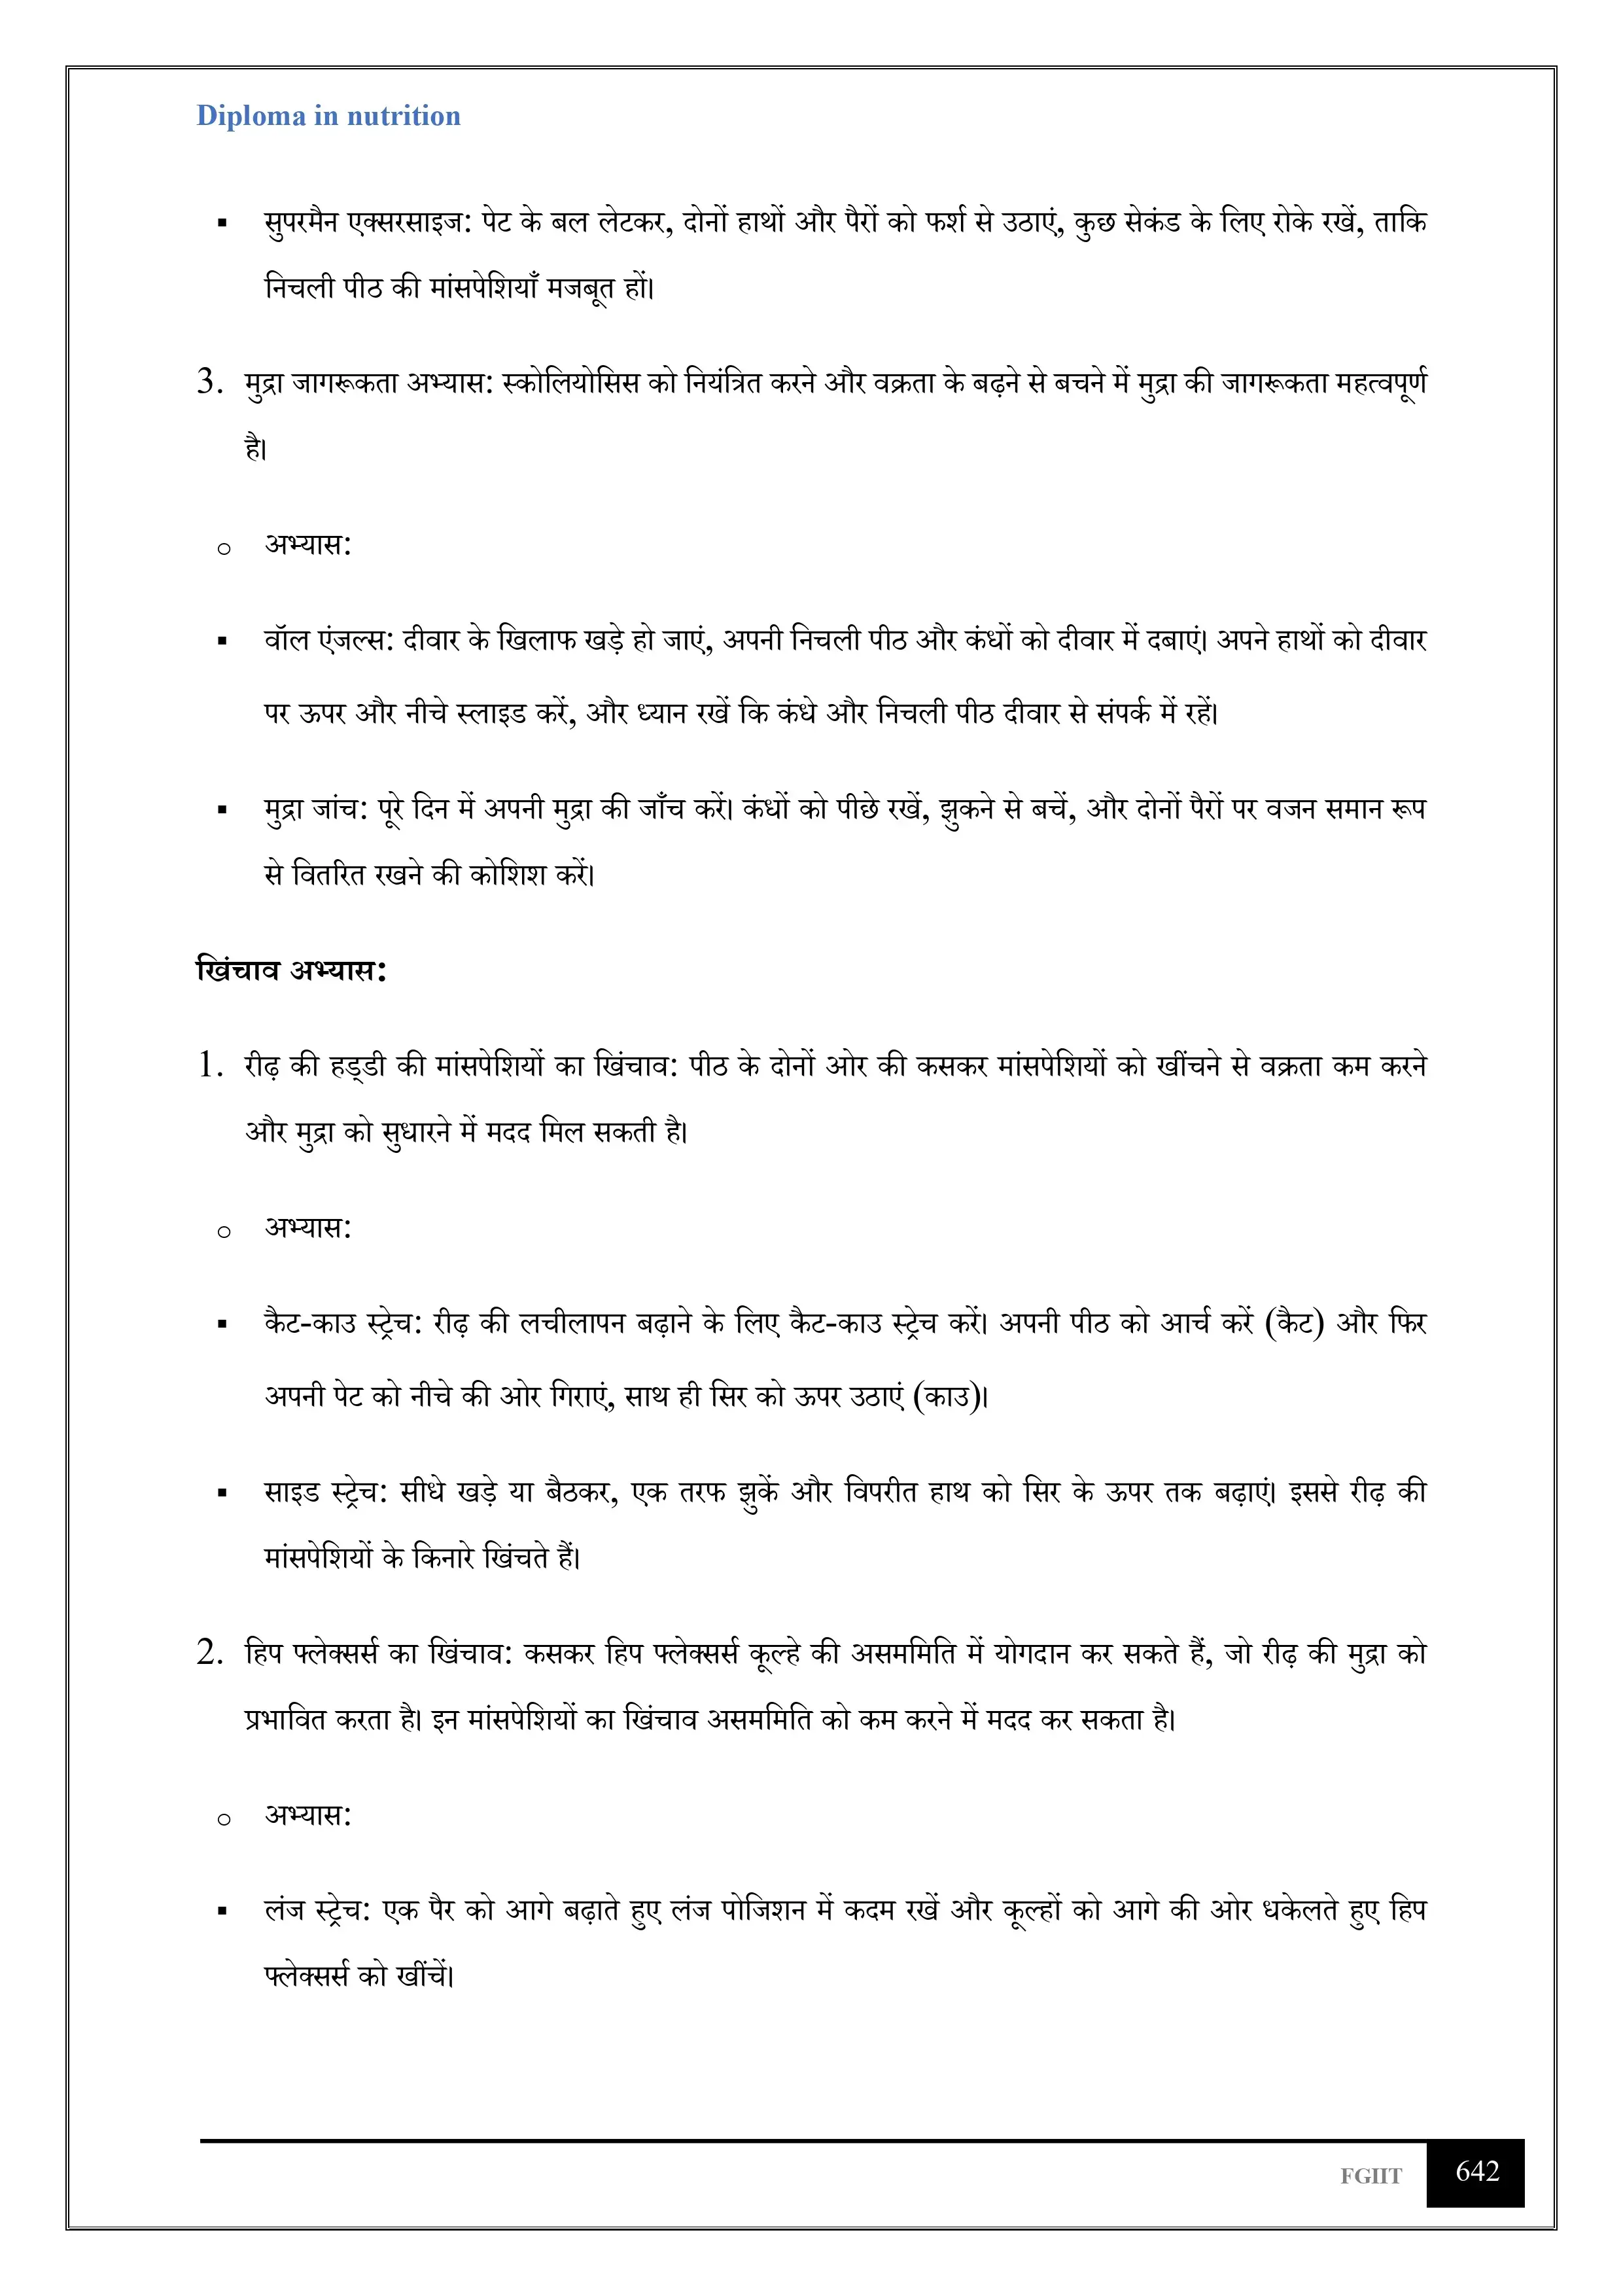 Diploma in nutrition
▪ सुपरमैन एक्सरसाइज: पेट के बल लेटकर, दोनों हाथों और पैरों को फर्श से उठाएं, कुछ सेकंड के लिए रोके रखें, ताकि
निचली पीठ की मांसपेशियाँ मजबूत हों।
3. मुद्रा जागरूकता अभ्यास: स्कोलियोसिस को नियंत्रित करने और वक्रता के बढ़ने से बचने में मुद्रा की जागरूकता महत्वपूर्ण
है।
o अभ्यास:
▪ वॉल एंजल्स: दीवार के खिलाफ खड़े हो जाएं, अपनी निचली पीठ और कंधों को दीवार में दबाएं। अपने हाथों को दीवार
पर ऊपर और नीचे स्लाइड करें, और ध्यान रखें कि कंधे और निचली पीठ दीवार से संपर्क में रहें।
▪ मुद्रा जांच: पूरे दिन में अपनी मुद्रा की जाँच करें। कंधों को पीछे रखें, झुकने से बचें, और दोनों पैरों पर वजन समान रूप
से वितरित रखने की कोशिश करें।
खिंचाव अभ्यास:
1. रीढ़ की हड्डी की मांसपेशियों का खिंचाव: पीठ के दोनों ओर की कसकर मांसपेशियों को खींचने से वक्रता कम करने
और मुद्रा को सुधारने में मदद मिल सकती है।
o अभ्यास:
▪ कैट-काउ स्ट्रेच: रीढ़ की लचीलापन बढ़ाने के लिए कैट-काउ स्ट्रेच करें। अपनी पीठ को आर्च करें (कैट) और फिर
अपनी पेट को नीचे की ओर गिराएं, साथ ही सिर को ऊपर उठाएं (काउ)।
▪ साइड स्ट्रेच: सीधे खड़े या बैठकर, एक तरफ झुकें और विपरीत हाथ को सिर के ऊपर तक बढ़ाएं। इससे रीढ़ की
मांसपेशियों के किनारे खिंचते हैं।
2. हिप फ्लेक्सर्स का खिंचाव: कसकर हिप फ्लेक्सर्स कूल्हे की असममिति में योगदान कर सकते हैं, जो रीढ़ की मुद्रा को
प्रभावित करता है। इन मांसपेशियों का खिंचाव असममिति को कम करने में मदद कर सकता है।
o अभ्यास:
▪ लंज स्ट्रेच: एक पैर को आगे बढ़ाते हुए लंज पोजिशन में कदम रखें और कूल्हों को आगे की ओर धकेलते हुए हिप
फ्लेक्सर्स को खींचें।
FGIIT 642